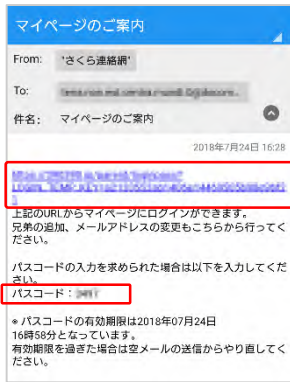 マイページのご案内
From: "さくら連絡網"
To:
件名: マイページのご案内
2018年7月24日 16:28
上記のURLからマイページにログインができます。
兄弟の追加、メールアドレスの変更もこちらから行ってく
ださい。
パスコードの入力を求められた場合は以下を入力してくだ
さい。
パスコード:
※ パスコードの有効期限は2018年07月24日
16時58分となっています。
有効期限を過ぎた場合は空メールの送信からやり直してく
ださい。